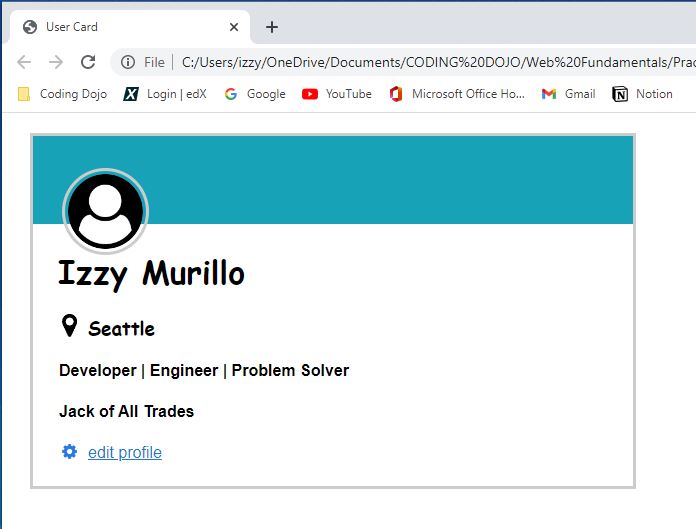 User Card
File | C:/Users/izzy/OneDrive/Documents/CODING%20DOJO/Web%20Fundamentals/Prac
Coding Dojo Login | edX Google YouTube Microsoft Office Ho... Gmail Notion
Izzy Murillo
Seattle
Developer | Engineer | Problem Solver
Jack of All Trades
edit profile